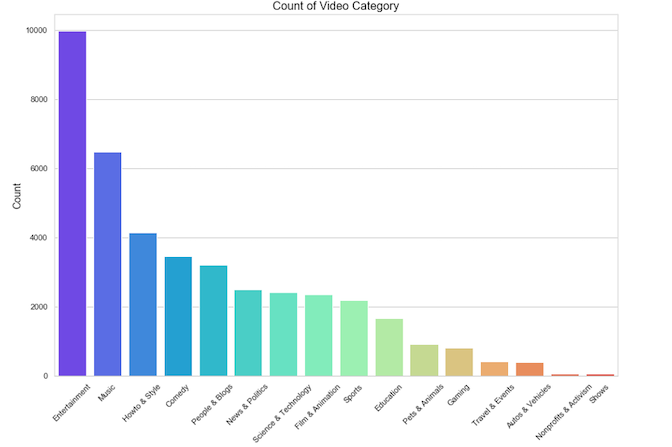 Count of Video Category
Count
10000
8000
6000
4000
2000
0
Entertainment
Music
Howto & Style
Comedy
People & Blogs
News & Politics
Science & Technology
Film & Animation
Sports
Education
Pets & Animals
Gaming
Travel & Events
Autos & Vehicles
Nonprofits & Activism
Shows